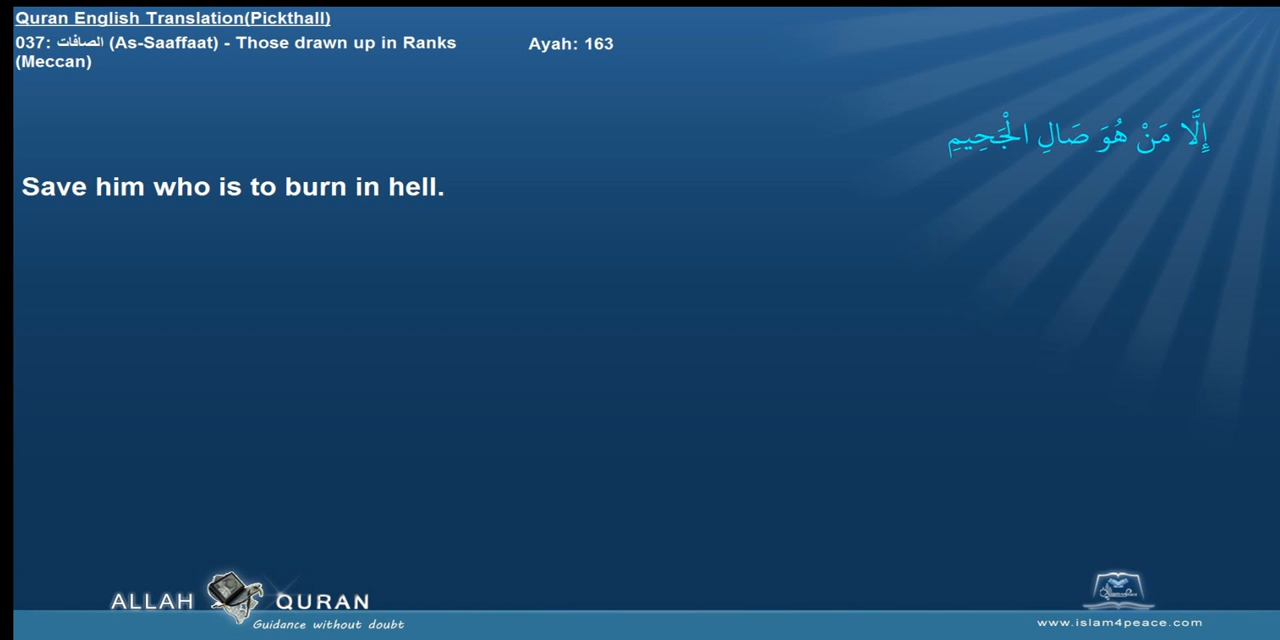 Quran English Translation(Pickthall)
037: الصافات (As-Saaffaat) - Those drawn up in Ranks
(Meccan)
Ayah: 163
إِلَّا مَنْ هُوَ صَالِ الْجَحِيمِ
Save him who is to burn in hell.
ALLAH QURAN
Guidance without doubt
www.islam4peace.com